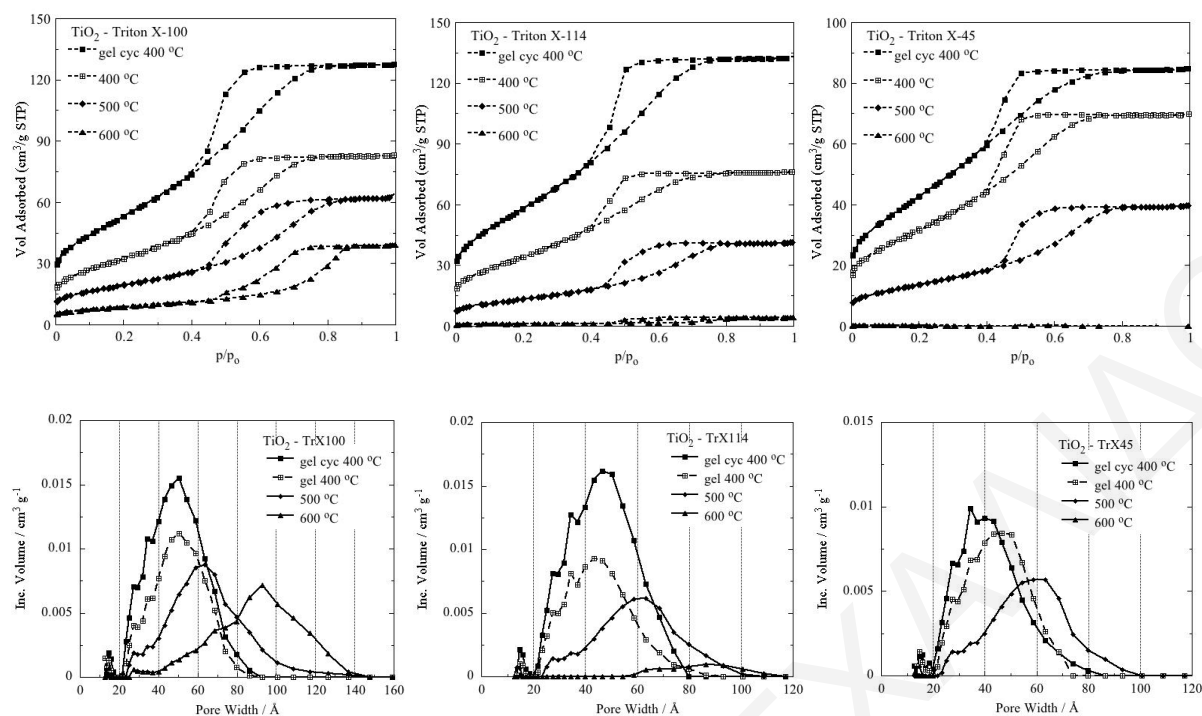 150
120
90
60
30
0
Vol Adsorbed (cm³/g STP)
TiO₂ - Triton X-100
gel cyc 400 °C
400 °C
500 °C
600 °C
0 0.2 0.4 0.6 0.8 1
p/pₒ
150
120
90
60
30
0
Vol Adsorbed (cm³/g STP)
TiO₂ - Triton X-114
gel cyc 400 °C
400 °C
500 °C
600 °C
0 0.2 0.4 0.6 0.8 1
p/pₒ
100
80
60
40
20
0
Vol Adsorbed (cm³/g STP)
TiO₂ - Triton X-45
gel cyc 400 °C
400 °C
500 °C
600 °C
0 0.2 0.4 0.6 0.8 1
p/pₒ
0.02
0.015
0.01
0.005
0
Inc. Volume / cm³ g⁻¹
TiO₂ - TrX100
gel cyc 400 °C
gel 400 °C
500 °C
600 °C
0 20 40 60 80 100 120 140 160
Pore Width / Å
0.02
0.015
0.01
0.005
0
Inc. Volume / cm³ g⁻¹
TiO₂ - TrX114
gel cyc 400 °C
gel 400 °C
500 °C
600 °C
0 20 40 60 80 100 120
Pore Width / Å
0.015
0.01
0.005
0
Inc. Volume / cm³ g⁻¹
TiO₂ - TrX45
gel cyc 400 °C
gel 400 °C
500 °C
600 °C
0 20 40 60 80 100 120
Pore Width / Å